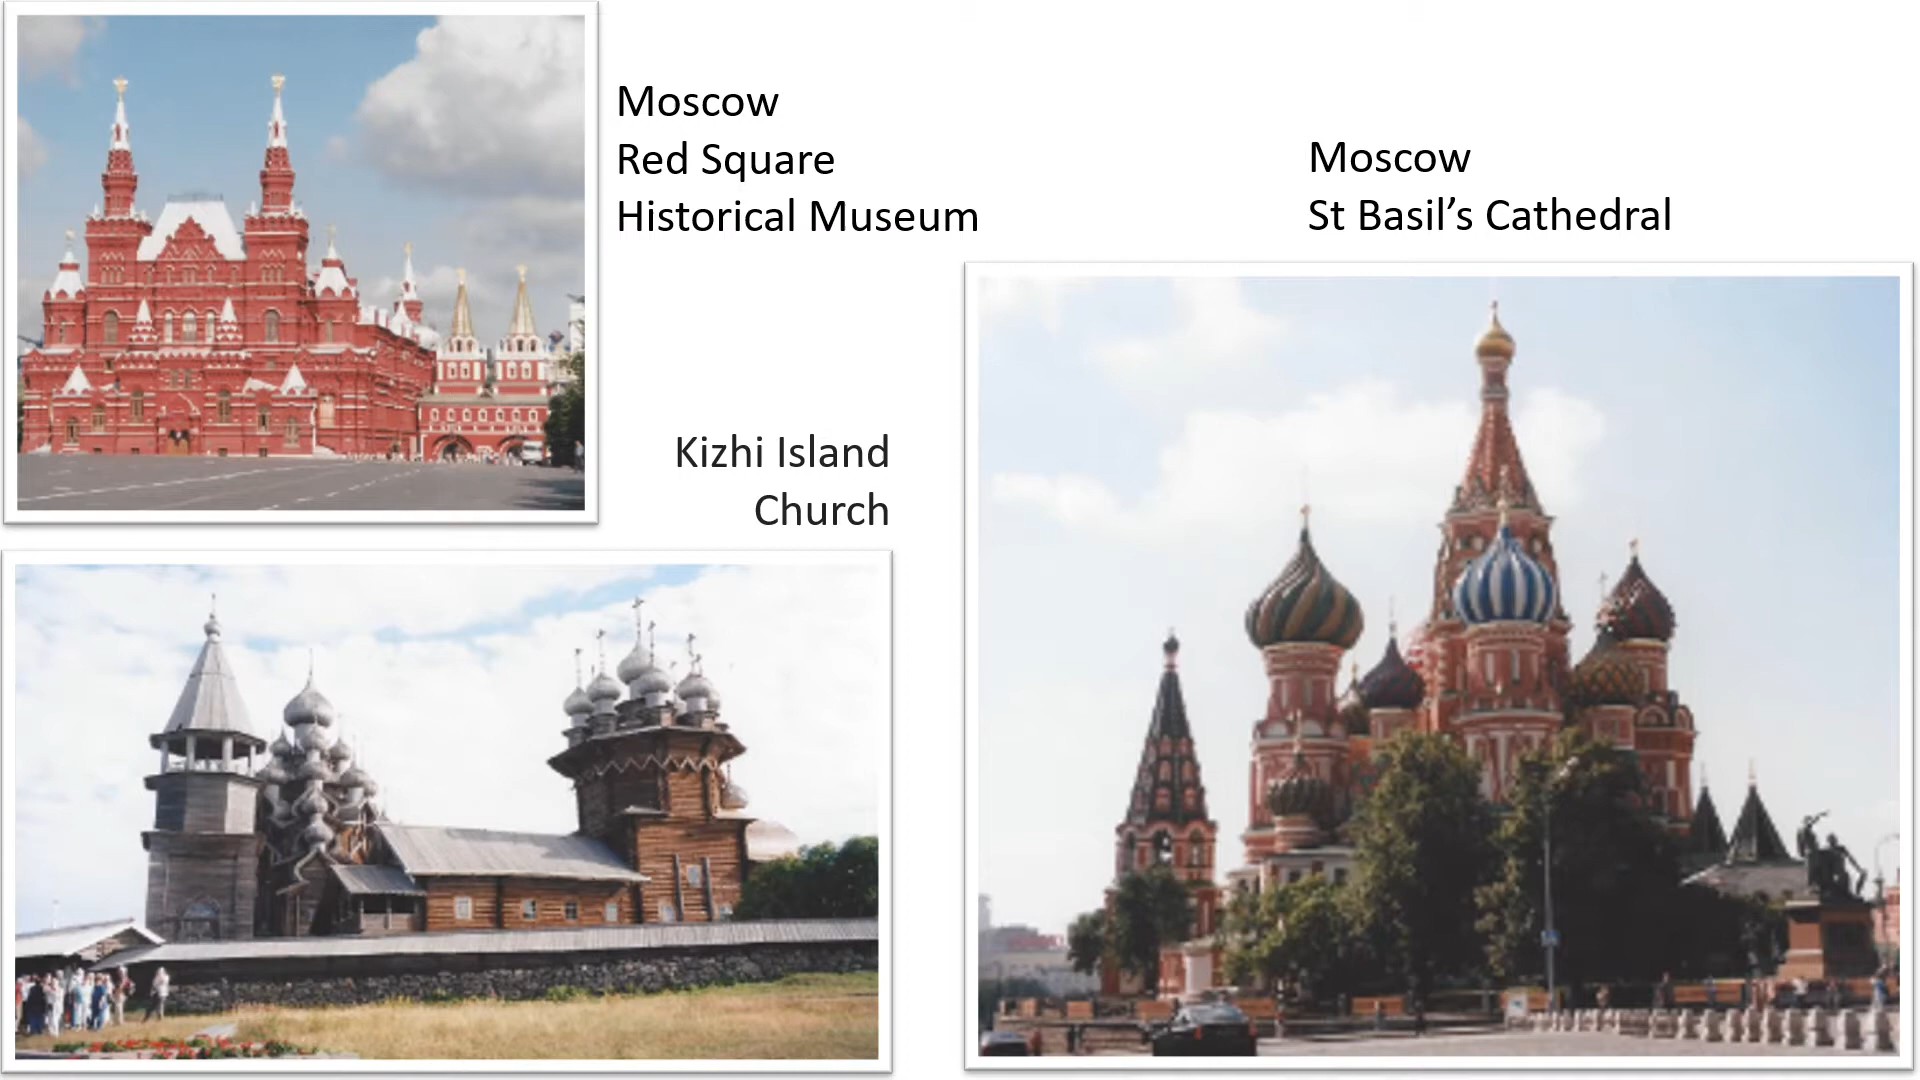 Moscow
Red Square
Historical Museum
Moscow
St Basil’s Cathedral
Kizhi Island
Church